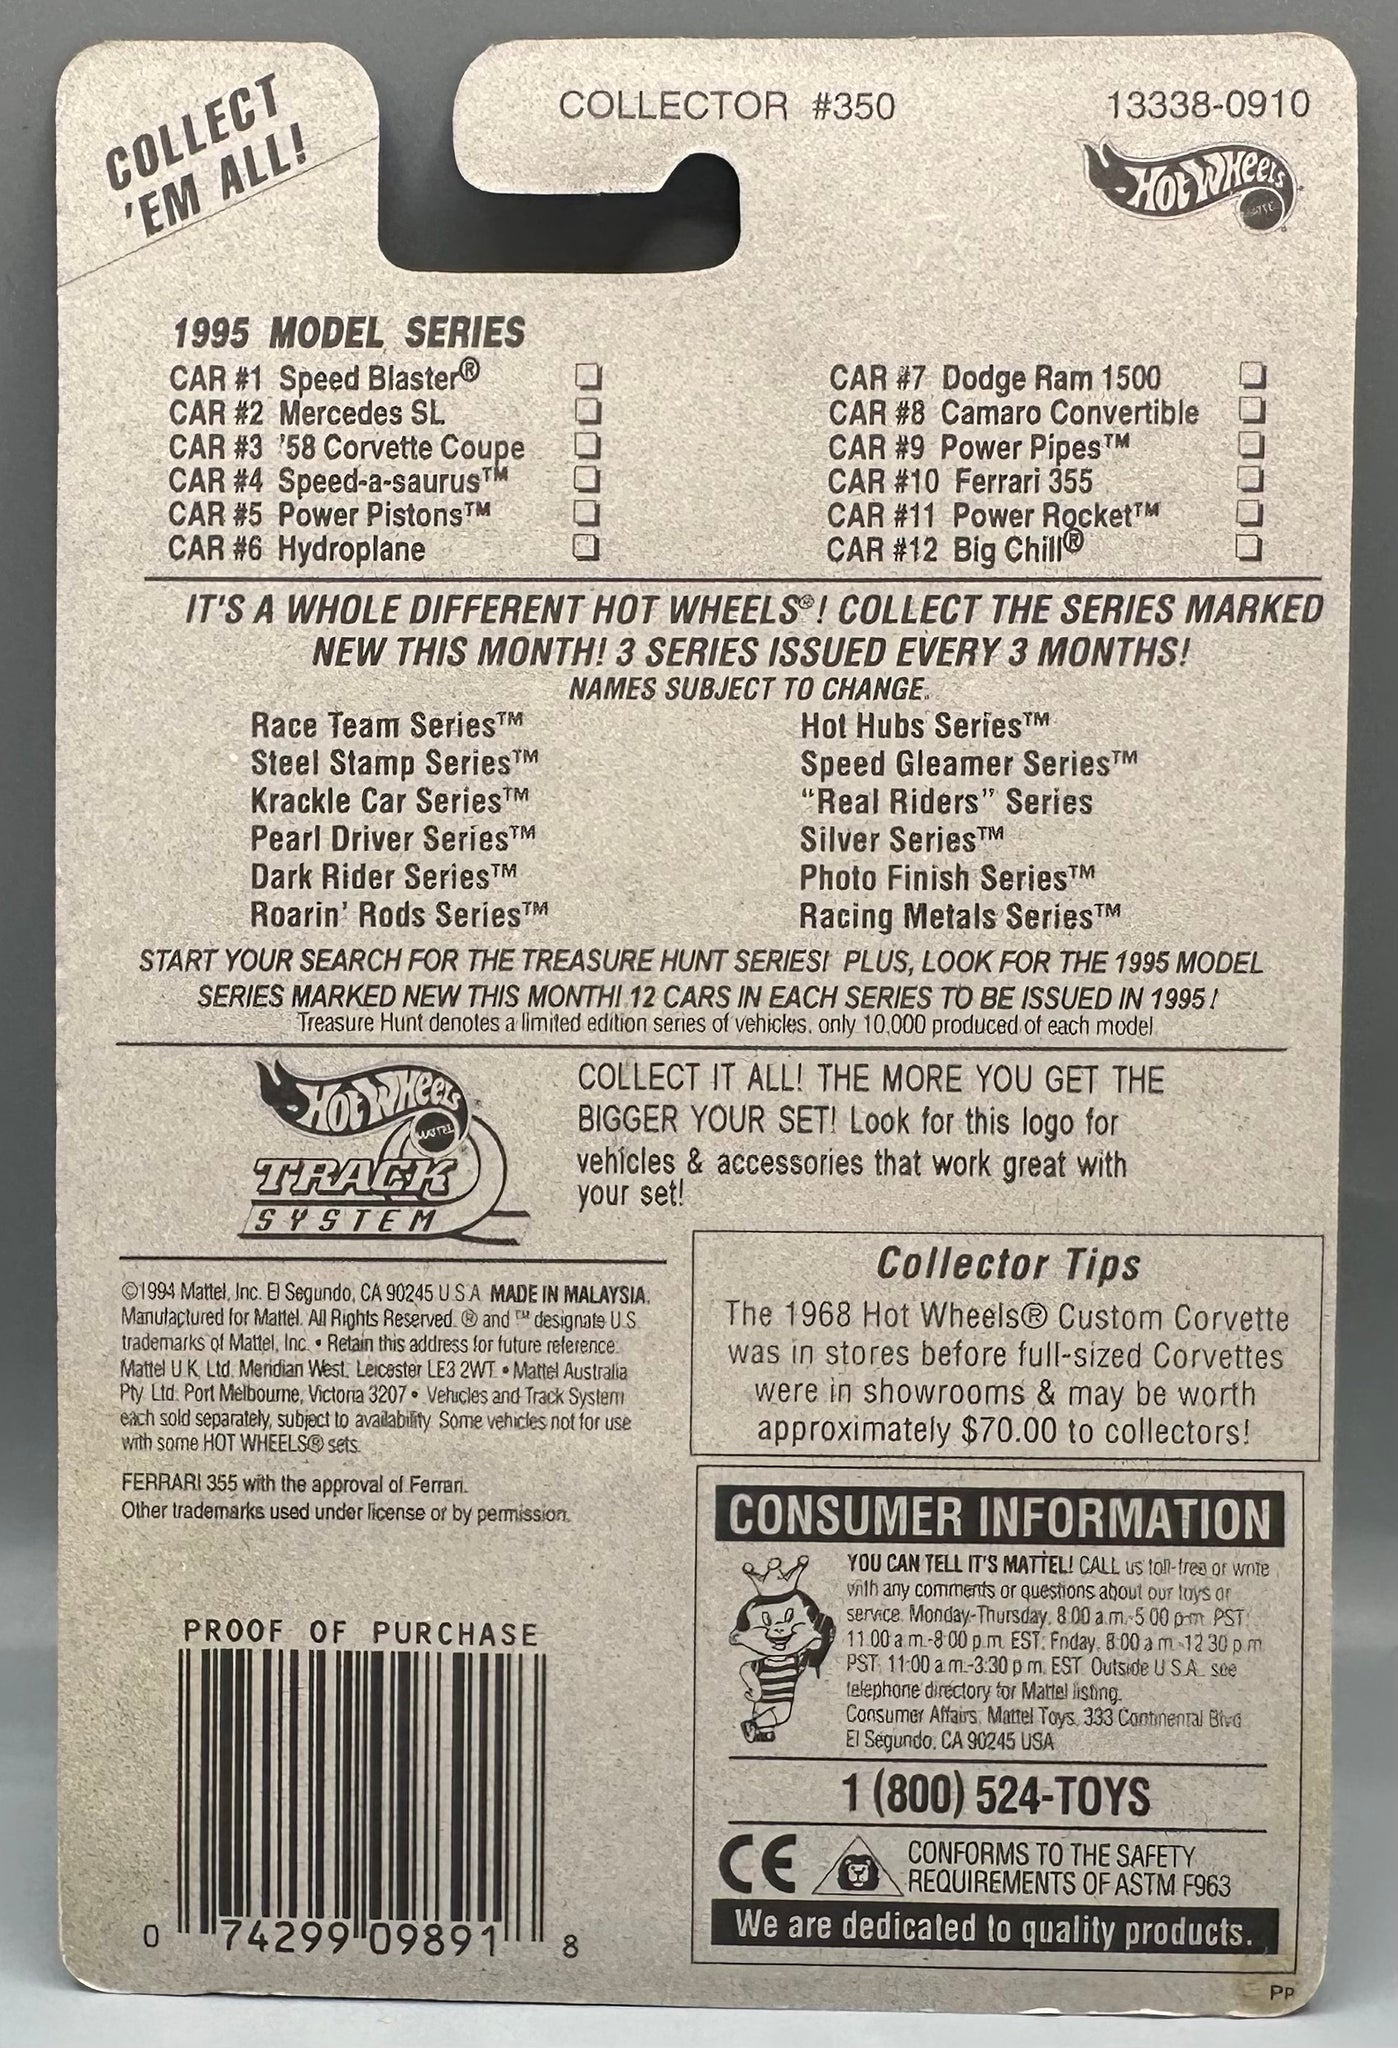 COLLECT
'EM ALL!
COLLECTOR #350
13338-0910
HOT WHEELS
MATTEL
1995 MODEL SERIES
CAR #1 Speed Blaster®
CAR #2 Mercedes SL
CAR #3 '58 Corvette Coupe
CAR #4 Speed-a-saurus™
CAR #5 Power Pistons™
CAR #6 Hydroplane
CAR #7 Dodge Ram 1500
CAR #8 Camaro Convertible
CAR #9 Power Pipes™
CAR #10 Ferrari 355
CAR #11 Power Rocket™
CAR #12 Big Chill®
IT'S A WHOLE DIFFERENT HOT WHEELS®! COLLECT THE SERIES MARKED
NEW THIS MONTH! 3 SERIES ISSUED EVERY 3 MONTHS!
NAMES SUBJECT TO CHANGE.
Race Team Series™
Steel Stamp Series™
Krackle Car Series™
Pearl Driver Series™
Dark Rider Series™
Roarin' Rods Series™
Hot Hubs Series™
Speed Gleamer Series™
"Real Riders" Series
Silver Series™
Photo Finish Series™
Racing Metals Series™
START YOUR SEARCH FOR THE TREASURE HUNT SERIES! PLUS, LOOK FOR THE 1995 MODEL
SERIES MARKED NEW THIS MONTH! 12 CARS IN EACH SERIES TO BE ISSUED IN 1995!
Treasure Hunt denotes a limited edition series of vehicles, only 10,000 produced of each model
HOT WHEELS
MATTEL
TRACK
SYSTEM
COLLECT IT ALL! THE MORE YOU GET THE
BIGGER YOUR SET! Look for this logo for
vehicles & accessories that work great with
your set!
©1994 Mattel, Inc. El Segundo, CA 90245 U.S.A. MADE IN MALAYSIA.
Manufactured for Mattel. All Rights Reserved. ® and ™ designate U.S.
trademarks of Mattel, Inc. • Retain this address for future reference:
Mattel U.K. Ltd. Meridian West. Leicester LE3 2WT. • Mattel Australia
Pty. Ltd. Port Melbourne, Victoria 3207 • Vehicles and Track System
each sold separately, subject to availability. Some vehicles not for use
with some HOT WHEELS® sets.
FERRARI 355 with the approval of Ferrari.
Other trademarks used under license or by permission.
Collector Tips
The 1968 Hot Wheels® Custom Corvette
was in stores before full-sized Corvettes
were in showrooms & may be worth
approximately $70.00 to collectors!
CONSUMER INFORMATION
YOU CAN TELL IT'S MATTEL! CALL us toll-free or write
with any comments or questions about our toys or
service. Monday-Thursday, 8:00 a.m.-5:00 p.m. PST;
11:00 a.m.-8:00 p.m. EST; Friday, 8:00 a.m.-12:30 p.m.
PST; 11:00 a.m.-3:30 p.m. EST. Outside U.S.A. see
telephone directory for Mattel listing.
Consumer Affairs, Mattel Toys, 333 Continental Blvd.
El Segundo, CA 90245 USA
1 (800) 524-TOYS
CE
CONFORMS TO THE SAFETY
REQUIREMENTS OF ASTM F963
We are dedicated to quality products.
PROOF OF PURCHASE
0 74299 09891 8
PP